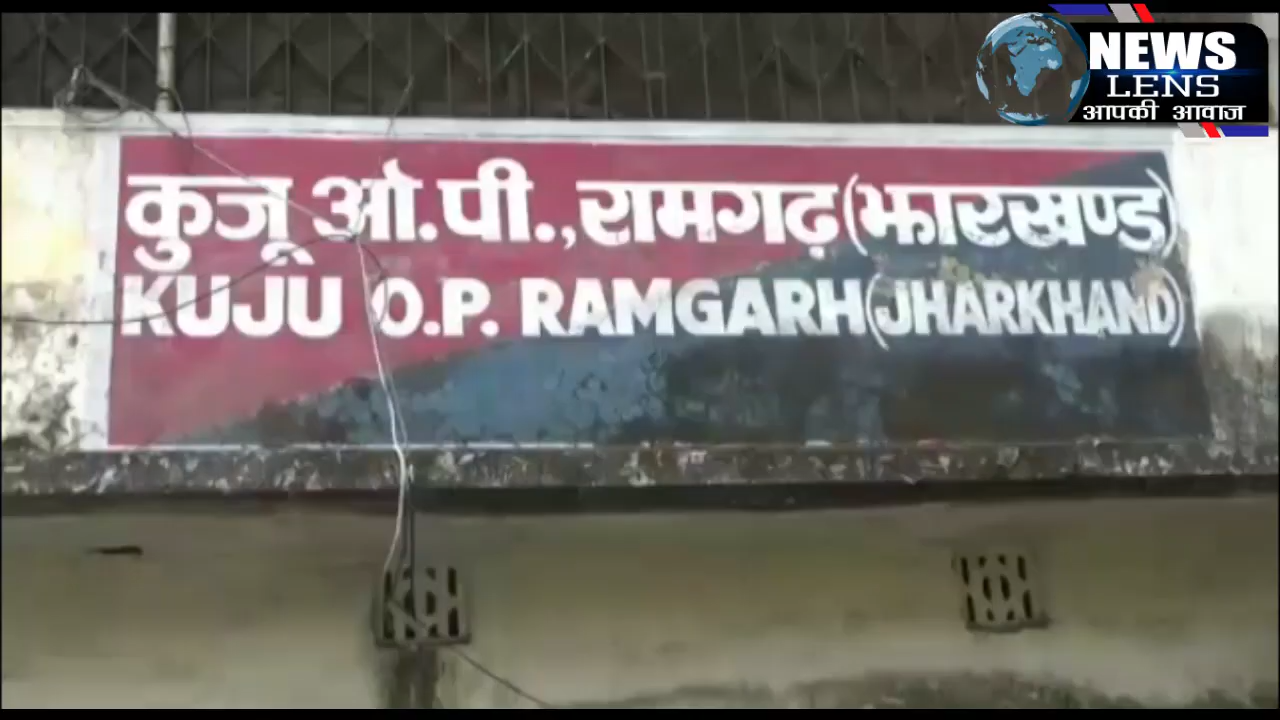 NEWS
LENS
आपकी आवाज
कुजू ओ.पी.,रामगढ़(झारखण्ड)
KUJU O.P. RAMGARH(JHARKHAND)